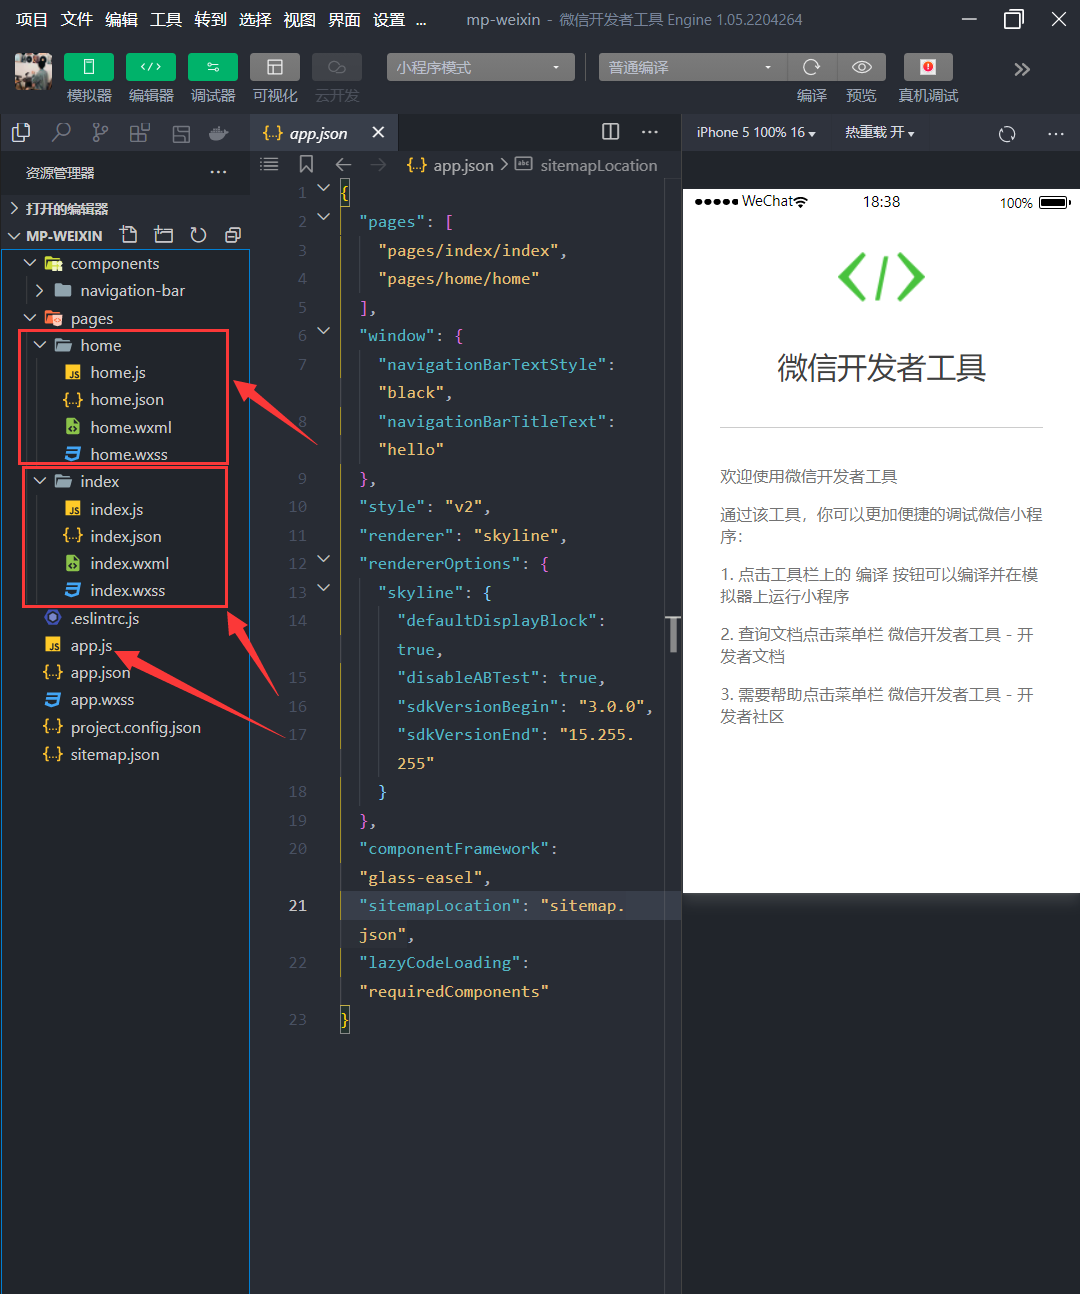 项目 文件 编辑 工具 转到 选择 视图 界面 设置 ... mp-weixin - 微信开发者工具 Engine 1.05.2204264
小程序模式 普通编译
模拟器 编辑器 调试器 可视化 云开发 编译 预览 真机调试
{..} app.json
iPhone 5 100% 16 热重载 开
资源管理器
{..} app.json > abc sitemapLocation
打开的编辑器
MP-WEIXIN
components
navigation-bar
pages
home
JS home.js
{..} home.json
home.wxml
home.wxss
index
JS index.js
{..} index.json
index.wxml
index.wxss
.eslintrc.js
JS app.js
{..} app.json
app.wxss
{..} project.config.json
{..} sitemap.json
1 {
2 "pages": [
3 "pages/index/index",
4 "pages/home/home"
5 ],
6 "window": {
7 "navigationBarTextStyle":
"black",
8 "navigationBarTitleText":
"hello"
9 },
10 "style": "v2",
11 "renderer": "skyline",
12 "rendererOptions": {
13 "skyline": {
14 "defaultDisplayBlock":
true,
15 "disableABTest": true,
16 "sdkVersionBegin": "3.0.0",
17 "sdkVersionEnd": "15.255.
255"
18 }
19 },
20 "componentFramework":
"glass-easel",
21 "sitemapLocation": "sitemap.
json",
22 "lazyCodeLoading":
"requiredComponents"
23 }
WeChat 18:38 100%
</>
微信开发者工具
欢迎使用微信开发者工具
通过该工具，你可以更加便捷的调试微信小程
序：
1. 点击工具栏上的 编译 按钮可以编译并在模
拟器上运行小程序
2. 查询文档点击菜单栏 微信开发者工具 - 开
发者文档
3. 需要帮助点击菜单栏 微信开发者工具 - 开
发者社区